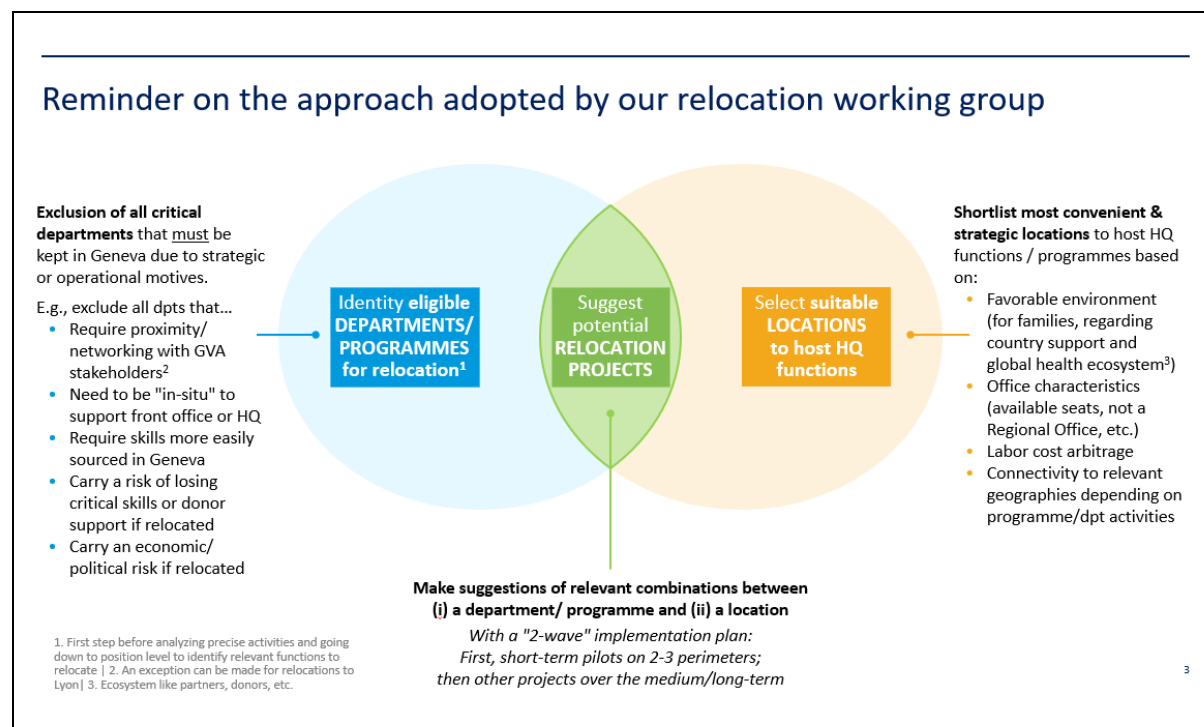 Reminder on the approach adopted by our relocation working group
Exclusion of all critical
departments that must be
kept in Geneva due to strategic
or operational motives.
E.g., exclude all dpts that…
• Require proximity/
networking with GVA
stakeholders2
• Need to be "in-situ" to
support front office or HQ
• Require skills more easily
sourced in Geneva
• Carry a risk of losing
critical skills or donor
support if relocated
• Carry an economic/
political risk if relocated
Identity eligible
DEPARTMENTS/
PROGRAMMES
for relocation1
Suggest
potential
RELOCATION
PROJECTS
Select suitable
LOCATIONS
to host HQ
functions
Shortlist most convenient &
strategic locations to host HQ
functions / programmes based
on:
• Favorable environment
(for families, regarding
country support and
global health ecosystem3)
• Office characteristics
(available seats, not a
Regional Office, etc.)
• Labor cost arbitrage
• Connectivity to relevant
geographies depending on
programme/dpt activities
Make suggestions of relevant combinations between
(i) a department/ programme and (ii) a location
With a "2-wave" implementation plan:
First, short-term pilots on 2-3 perimeters;
then other projects over the medium/long-term
1. First step before analyzing precise activities and going
down to position level to identify relevant functions to
relocate | 2. An exception can be made for relocations to
Lyon| 3. Ecosystem like partners, donors, etc.
3